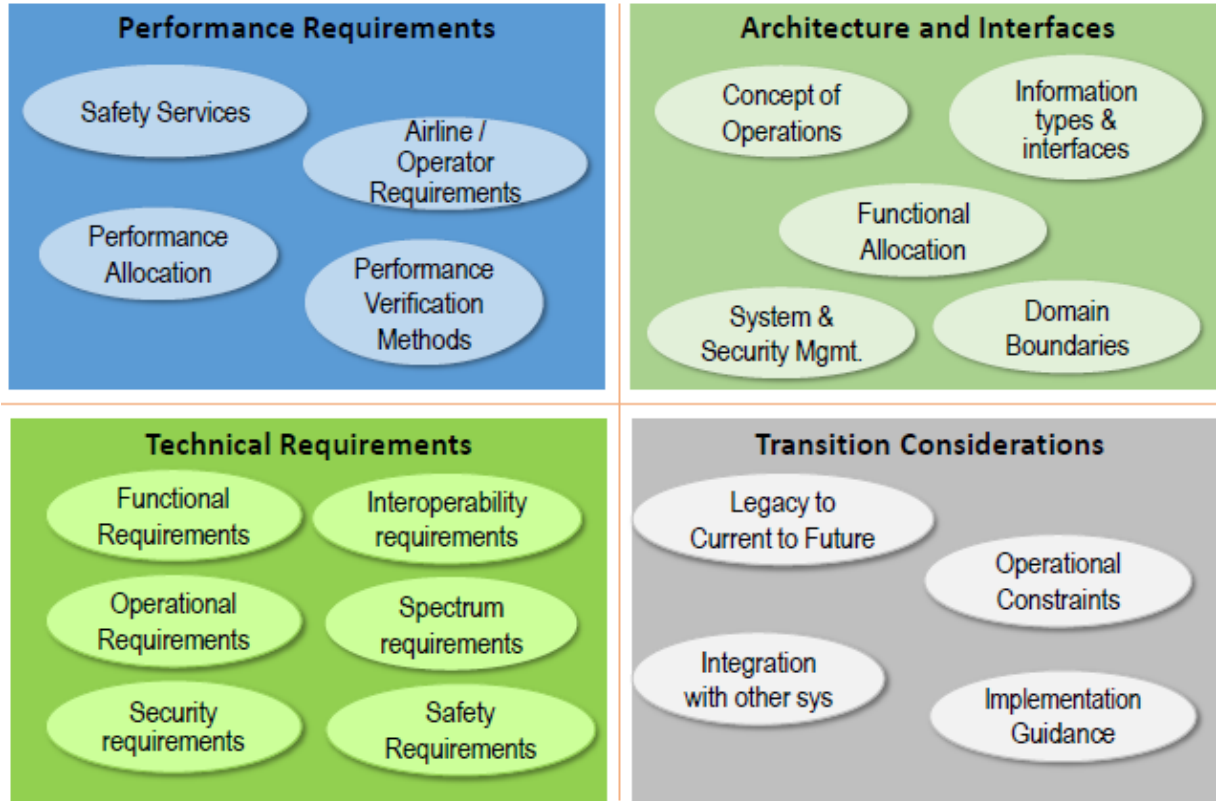 Performance Requirements
Safety Services
Airline /
Operator
Requirements
Performance
Allocation
Performance
Verification
Methods
Architecture and Interfaces
Concept of
Operations
Information
types &
interfaces
Functional
Allocation
System &
Security Mgmt.
Domain
Boundaries
Technical Requirements
Functional
Requirements
Interoperability
requirements
Operational
Requirements
Spectrum
requirements
Security
requirements
Safety
Requirements
Transition Considerations
Legacy to
Current to Future
Operational
Constraints
Integration
with other sys
Implementation
Guidance